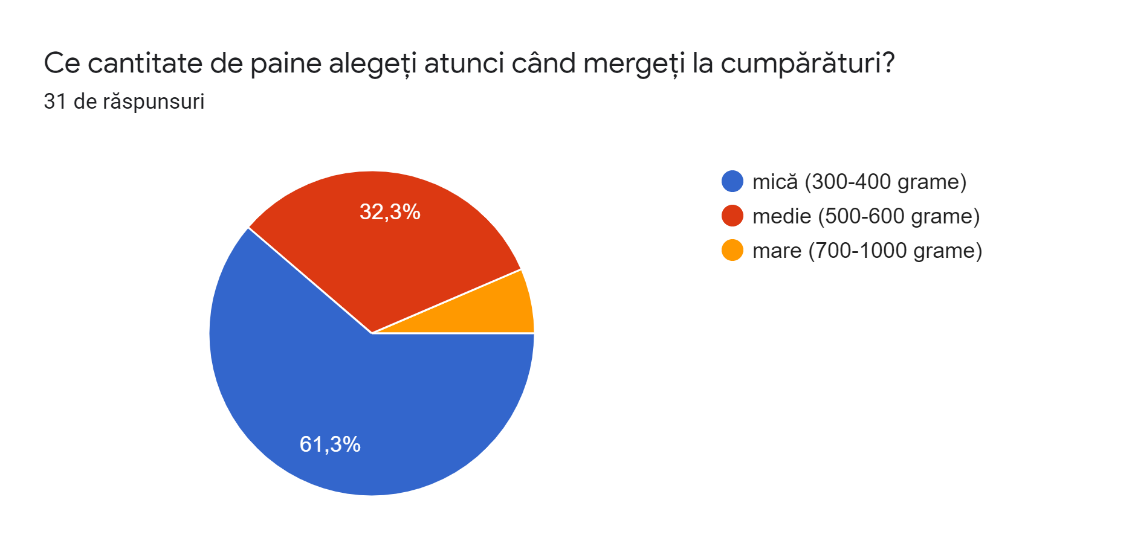 Ce cantitate de paine alegeți atunci când mergeți la cumpărături?
31 de răspunsuri
mică (300-400 grame)
medie (500-600 grame)
mare (700-1000 grame)
32,3%
61,3%